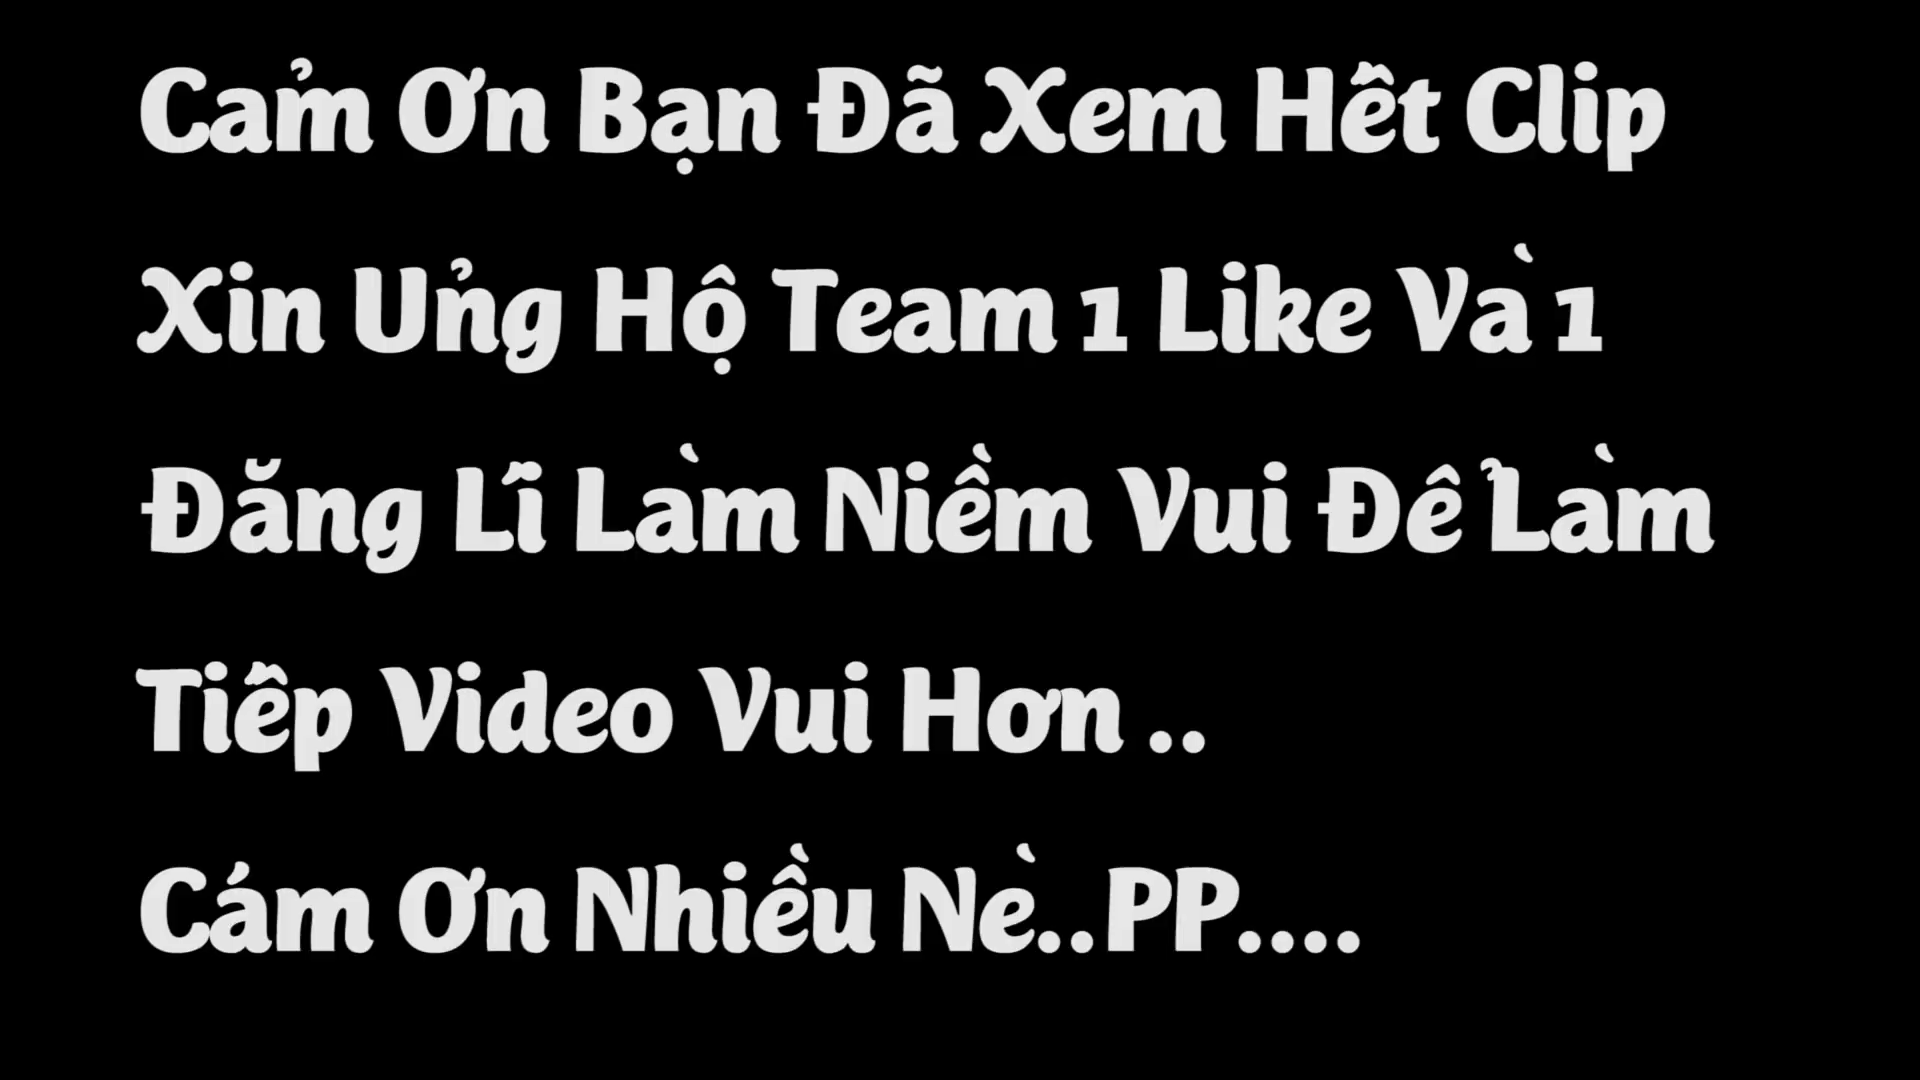 Cảm Ơn Bạn Đã Xem Hết Clip
Xin Ủng Hộ Team 1 Like Và 1
Đăng Lĩ Làm Niềm Vui Để Làm
Tiếp Video Vui Hơn ..
Cám Ơn Nhiều Nè..PP....